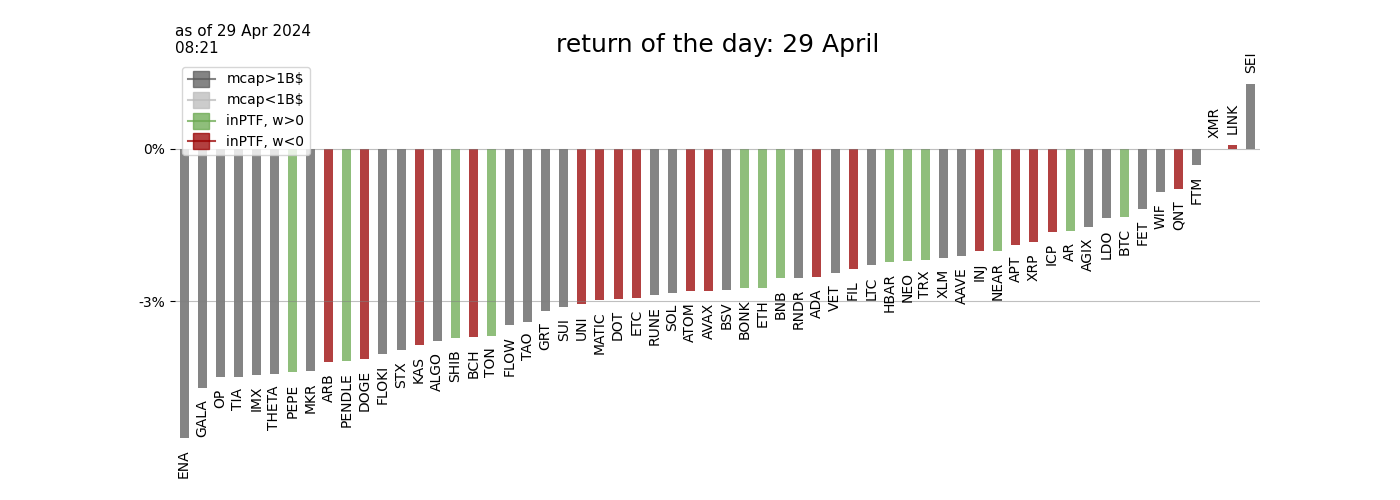 as of 29 Apr 2024
08:21
return of the day: 29 April
mcap>1B$
mcap<1B$
inPTF, w>0
inPTF, w<0
0%
-3%
ENA
GALA
OP
TIA
IMX
THETA
PEPE
MKR
ARB
PENDLE
DOGE
FLOKI
STX
KAS
ALGO
SHIB
BCH
TON
FLOW
TAO
GRT
SUI
UNI
MATIC
DOT
ETC
RUNE
SOL
ATOM
AVAX
BSV
BONK
ETH
BNB
RNDR
ADA
VET
FIL
LTC
HBAR
NEO
TRX
XLM
AAVE
INJ
NEAR
APT
XRP
ICP
AR
AGIX
LDO
BTC
FET
WIF
QNT
FTM
XMR
LINK
SEI